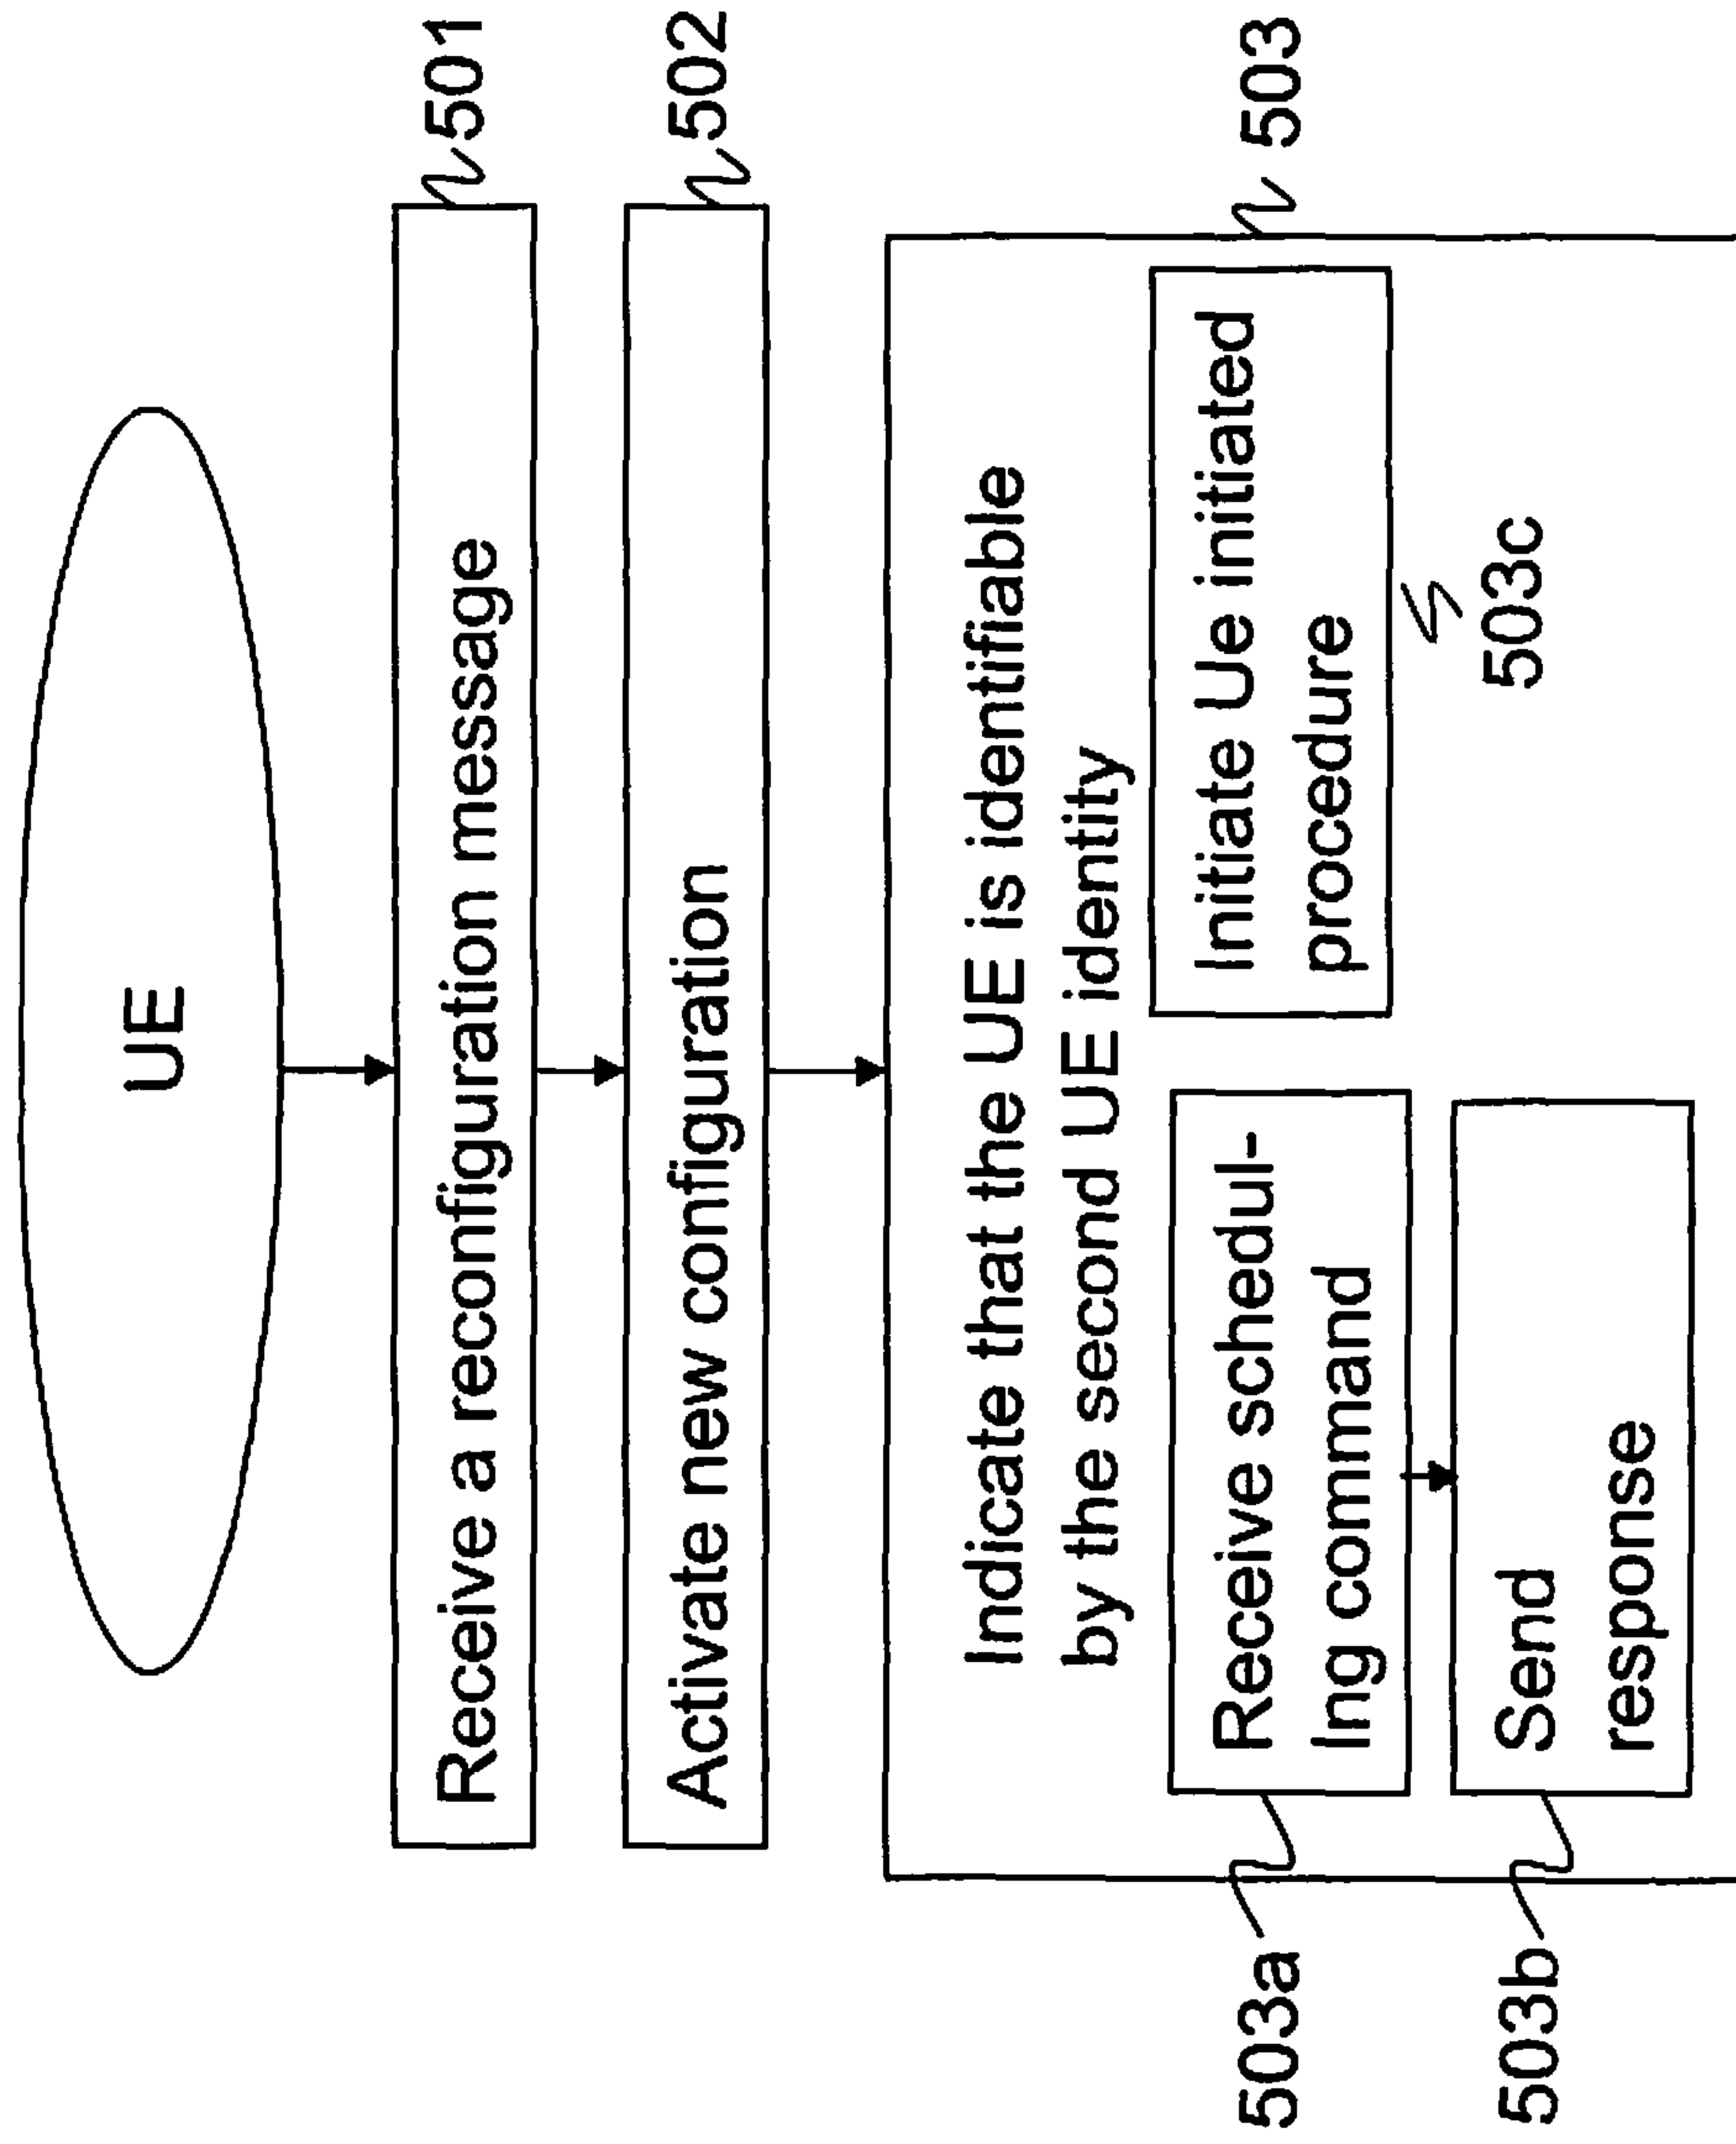 UE
Receive a reconfiguration message
501
Activate new configuration
502
Indicate that the UE is identifiable
by the second UE identity
503
Receive schedul-
Ing command
503a
Initiate Ue initiated
procedure
503c
Send
response
503b